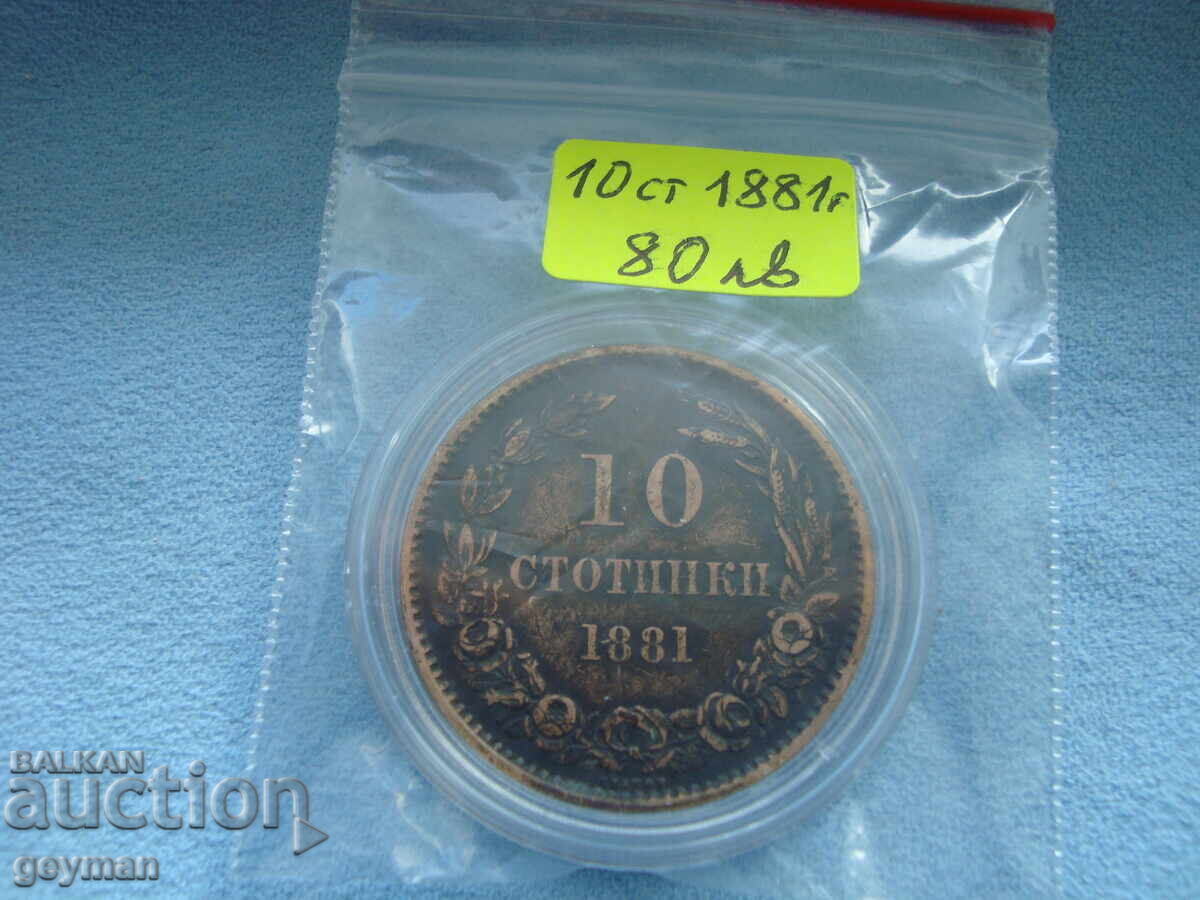 10 ст 1881г
80 лв
10
СТОТИНКИ
1881
BALKAN
auction
geyman